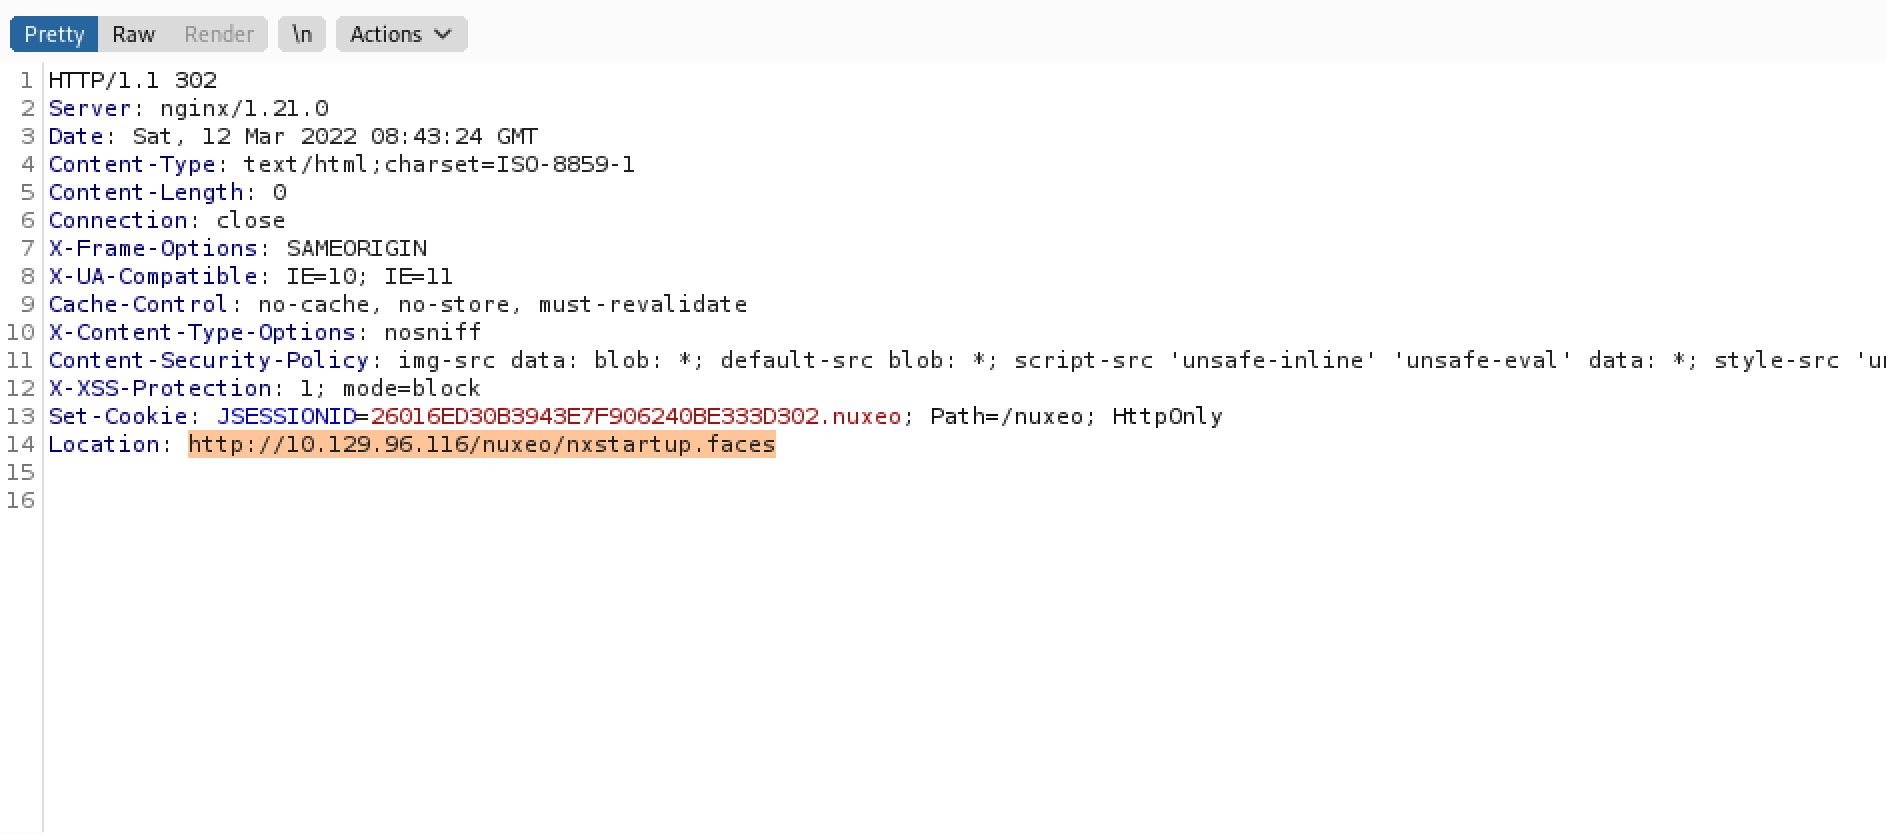 Pretty Raw Render \n Actions
1 HTTP/1.1 302
2 Server: nginx/1.21.0
3 Date: Sat, 12 Mar 2022 08:43:24 GMT
4 Content-Type: text/html;charset=ISO-8859-1
5 Content-Length: 0
6 Connection: close
7 X-Frame-Options: SAMEORIGIN
8 X-UA-Compatible: IE=10; IE=11
9 Cache-Control: no-cache, no-store, must-revalidate
10 X-Content-Type-Options: nosniff
11 Content-Security-Policy: img-src data: blob: *; default-src blob: *; script-src 'unsafe-inline' 'unsafe-eval' data: *; style-src
12 X-XSS-Protection: 1; mode=block
13 Set-Cookie: JSESSIONID=26016ED30B3943E7F906240BE333D302.nuxeo; Path=/nuxeo; HttpOnly
14 Location: http://10.129.96.116/nuxeo/nxstartup.faces
15
16